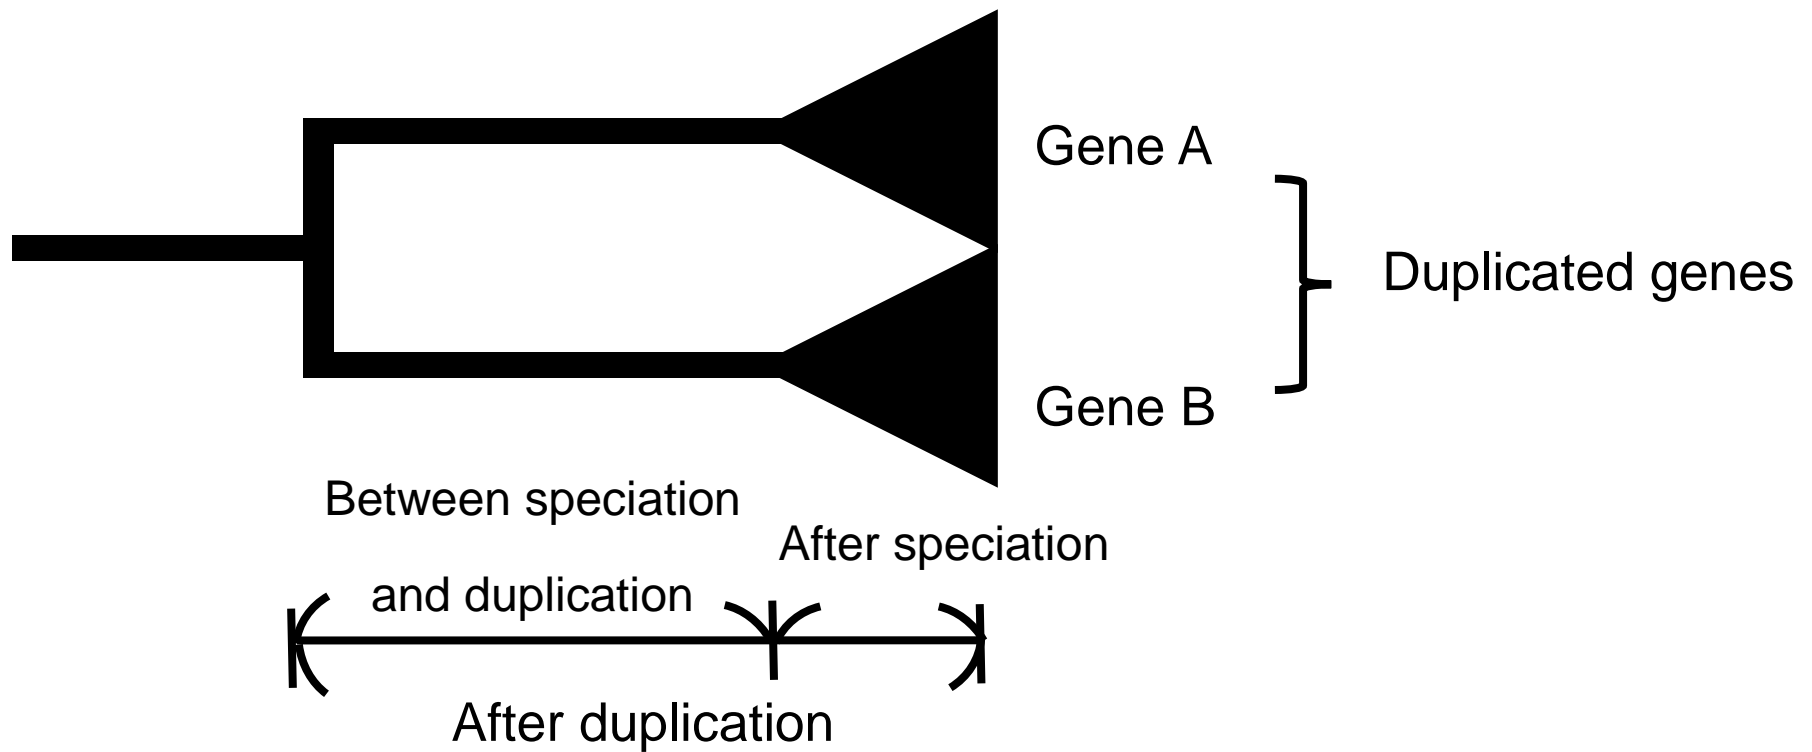 Gene A
Duplicated genes
Gene B
Between speciation
and duplication
After speciation
After duplication